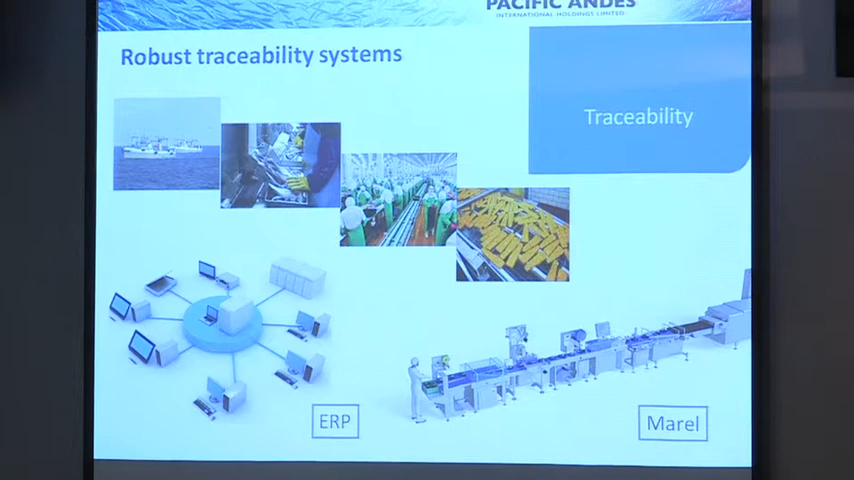 PACIFIC ANDES
INTERNATIONAL HOLDINGS LIMITED
Robust traceability systems
Traceability
ERP
Marel